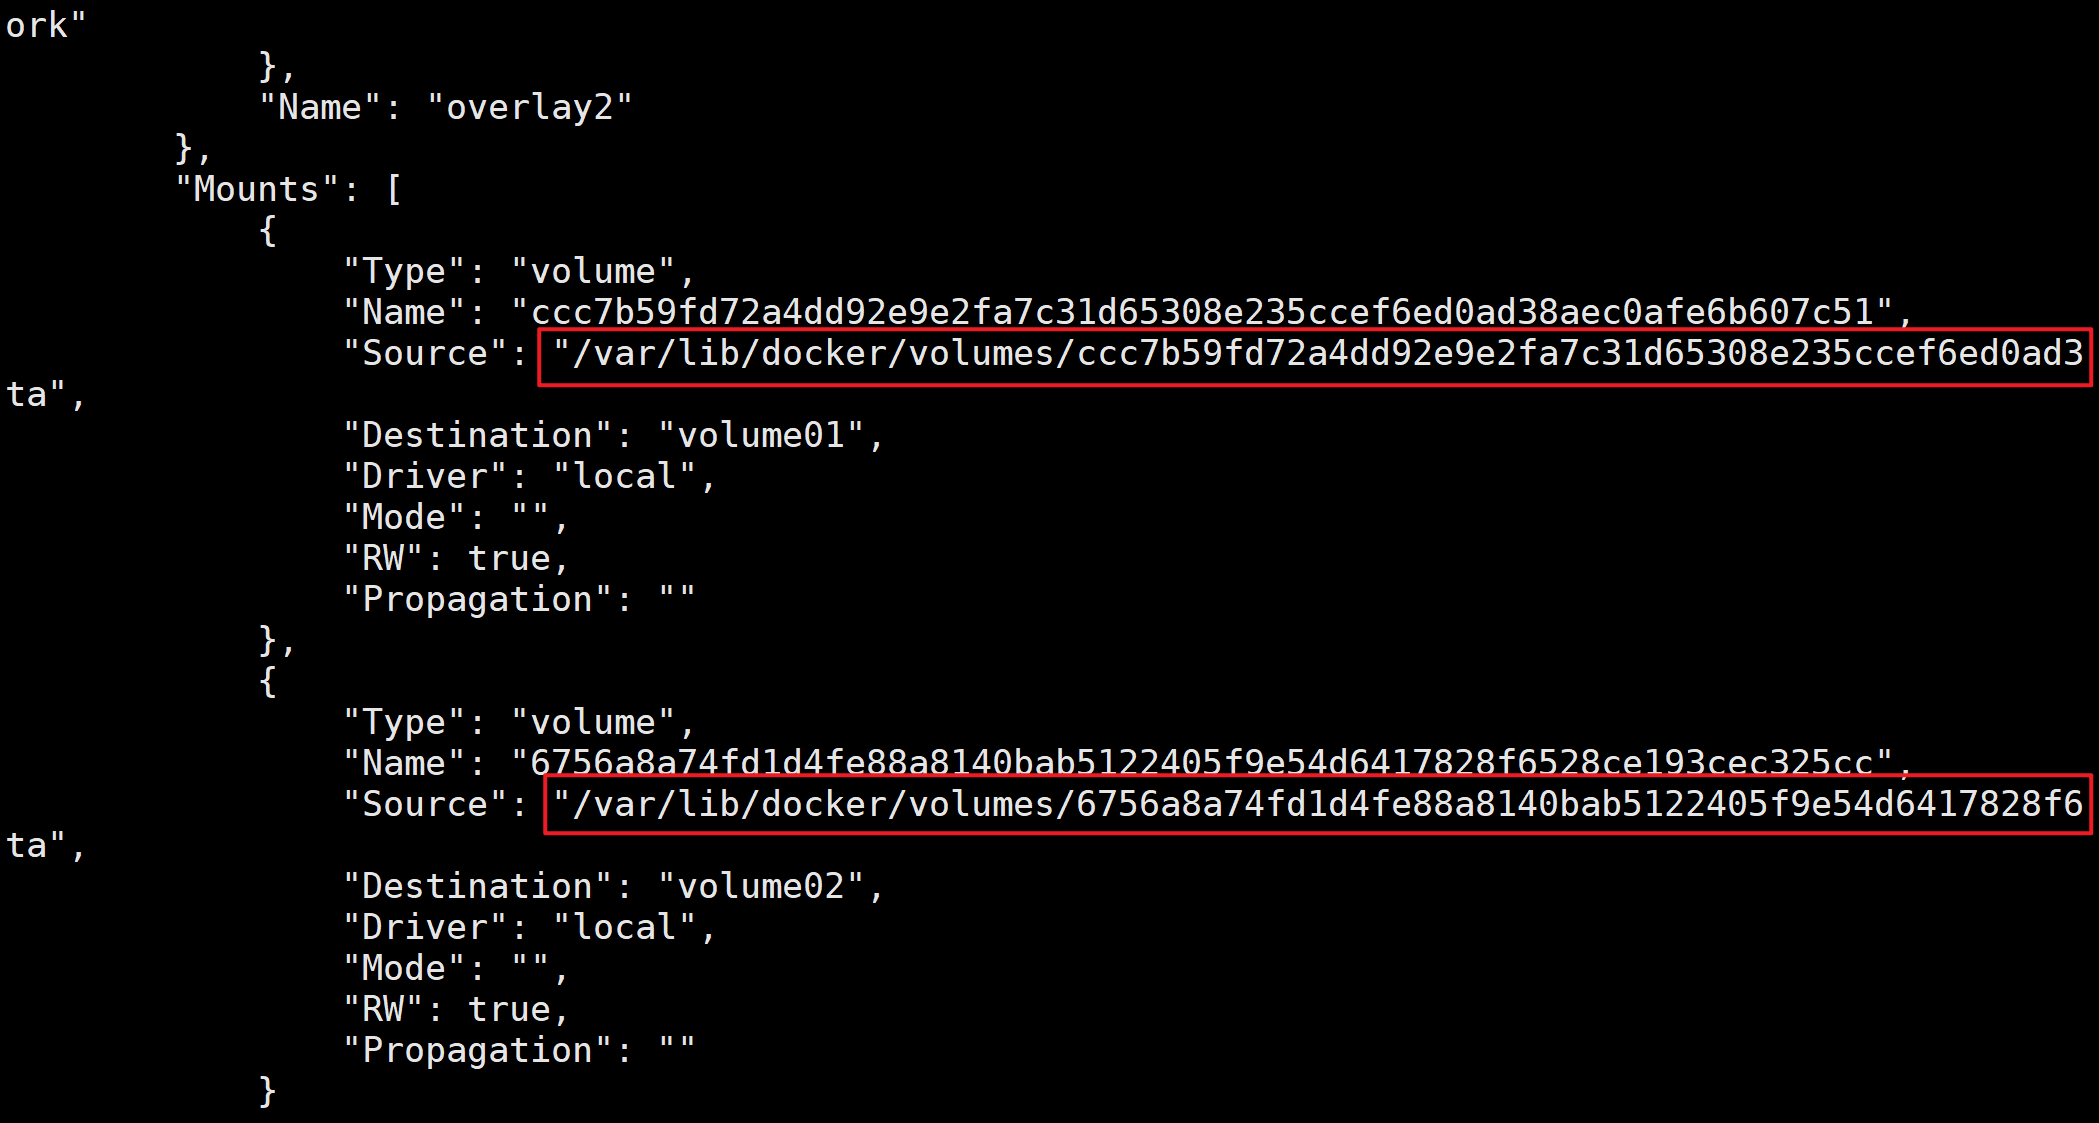 ork"
},
"Name": "overlay2"
},
"Mounts": [
{
"Type": "volume",
"Name": "ccc7b59fd72a4dd92e9e2fa7c31d65308e235ccef6ed0ad38aec0afe6b607c51",
"Source": "/var/lib/docker/volumes/ccc7b59fd72a4dd92e9e2fa7c31d65308e235ccef6ed0ad3
ta",
"Destination": "volume01",
"Driver": "local",
"Mode": "",
"RW": true,
"Propagation": ""
},
{
"Type": "volume",
"Name": "6756a8a74fd1d4fe88a8140bab5122405f9e54d6417828f6528ce193cec325cc",
"Source": "/var/lib/docker/volumes/6756a8a74fd1d4fe88a8140bab5122405f9e54d6417828f6
ta",
"Destination": "volume02",
"Driver": "local",
"Mode": "",
"RW": true,
"Propagation": ""
}